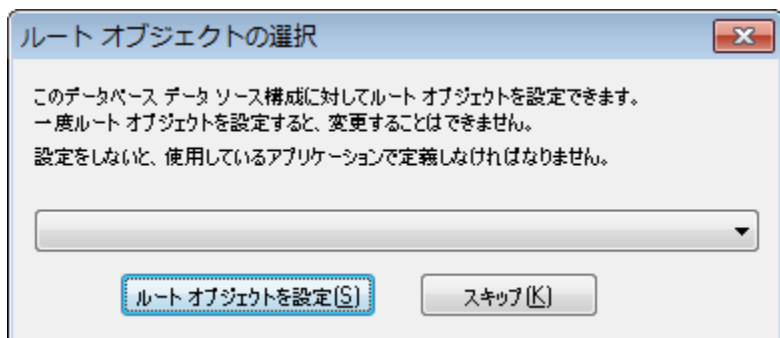 ルート オブジェクトの選択
このデータベース データ ソース構成に対してルート オブジェクトを設定できます。
一度ルート オブジェクトを設定すると、変更することはできません。
設定をしないと、使用しているアプリケーションで定義しなければなりません。
ルート オブジェクトを設定(S) スキップ(K)